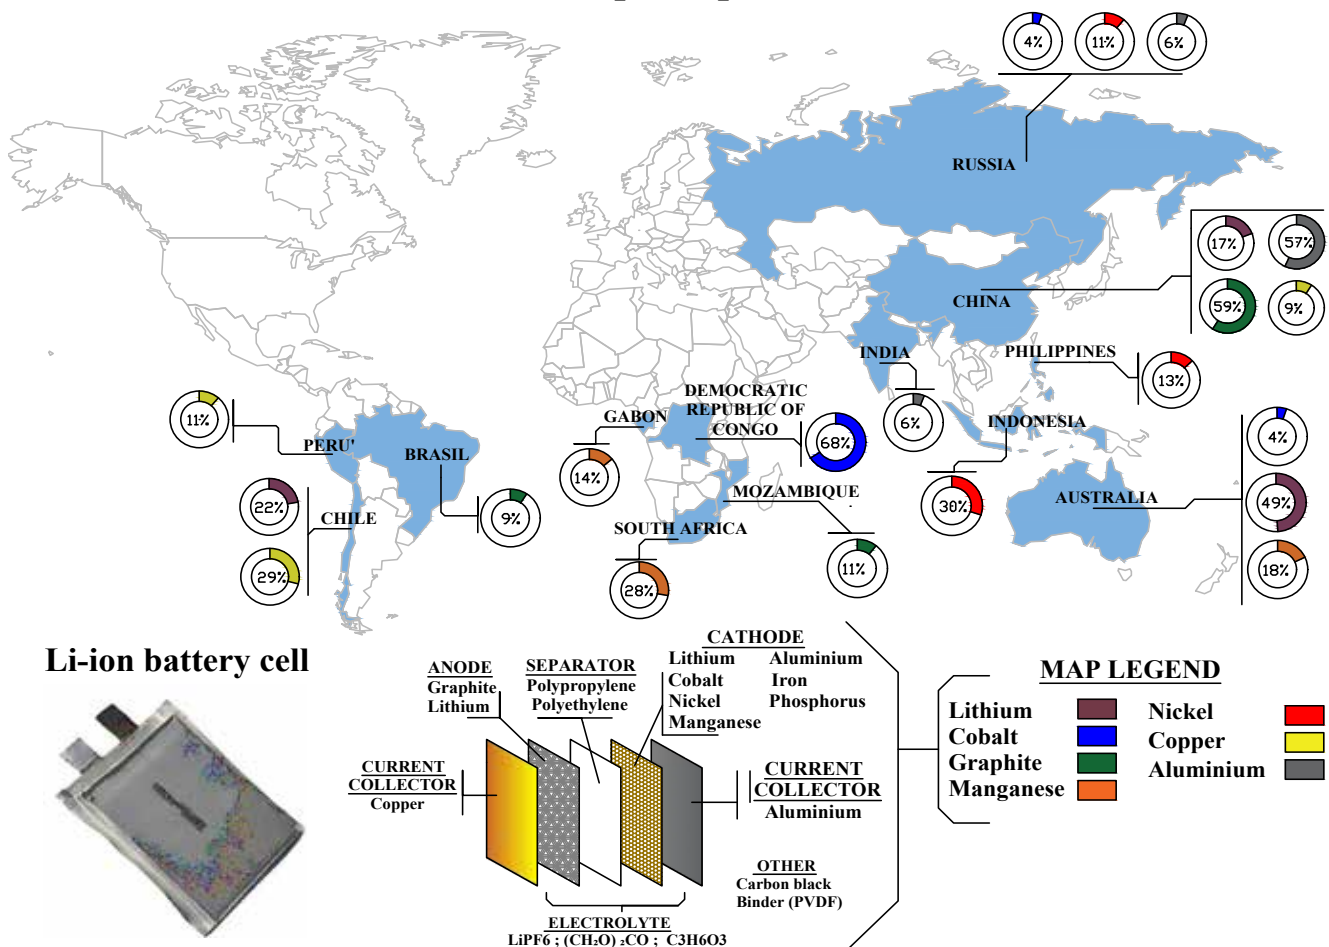 4%
11%
6%
RUSSIA
17%
57%
59%
9%
CHINA
INDIA
6%
PHILIPPINES
13%
DEMOCRATIC
REPUBLIC OF
CONGO
68%
GABON
14%
INDONESIA
30%
11%
PERU'
BRASIL
9%
22%
CHILE
29%
MOZAMBIQUE
11%
SOUTH AFRICA
28%
AUSTRALIA
4%
49%
18%
Li-ion battery cell
ANODE
Graphite
Lithium
SEPARATOR
Polypropylene
Polyethylene
CATHODE
Lithium Aluminium
Cobalt Iron
Nickel Phosphorus
Manganese
CURRENT
COLLECTOR
Copper
CURRENT
COLLECTOR
Aluminium
OTHER
Carbon black
Binder (PVDF)
ELECTROLYTE
LiPF6 ; (CH₂O) ₂CO ; C3H6O3
MAP LEGEND
Lithium Nickel
Cobalt Copper
Graphite Aluminium
Manganese